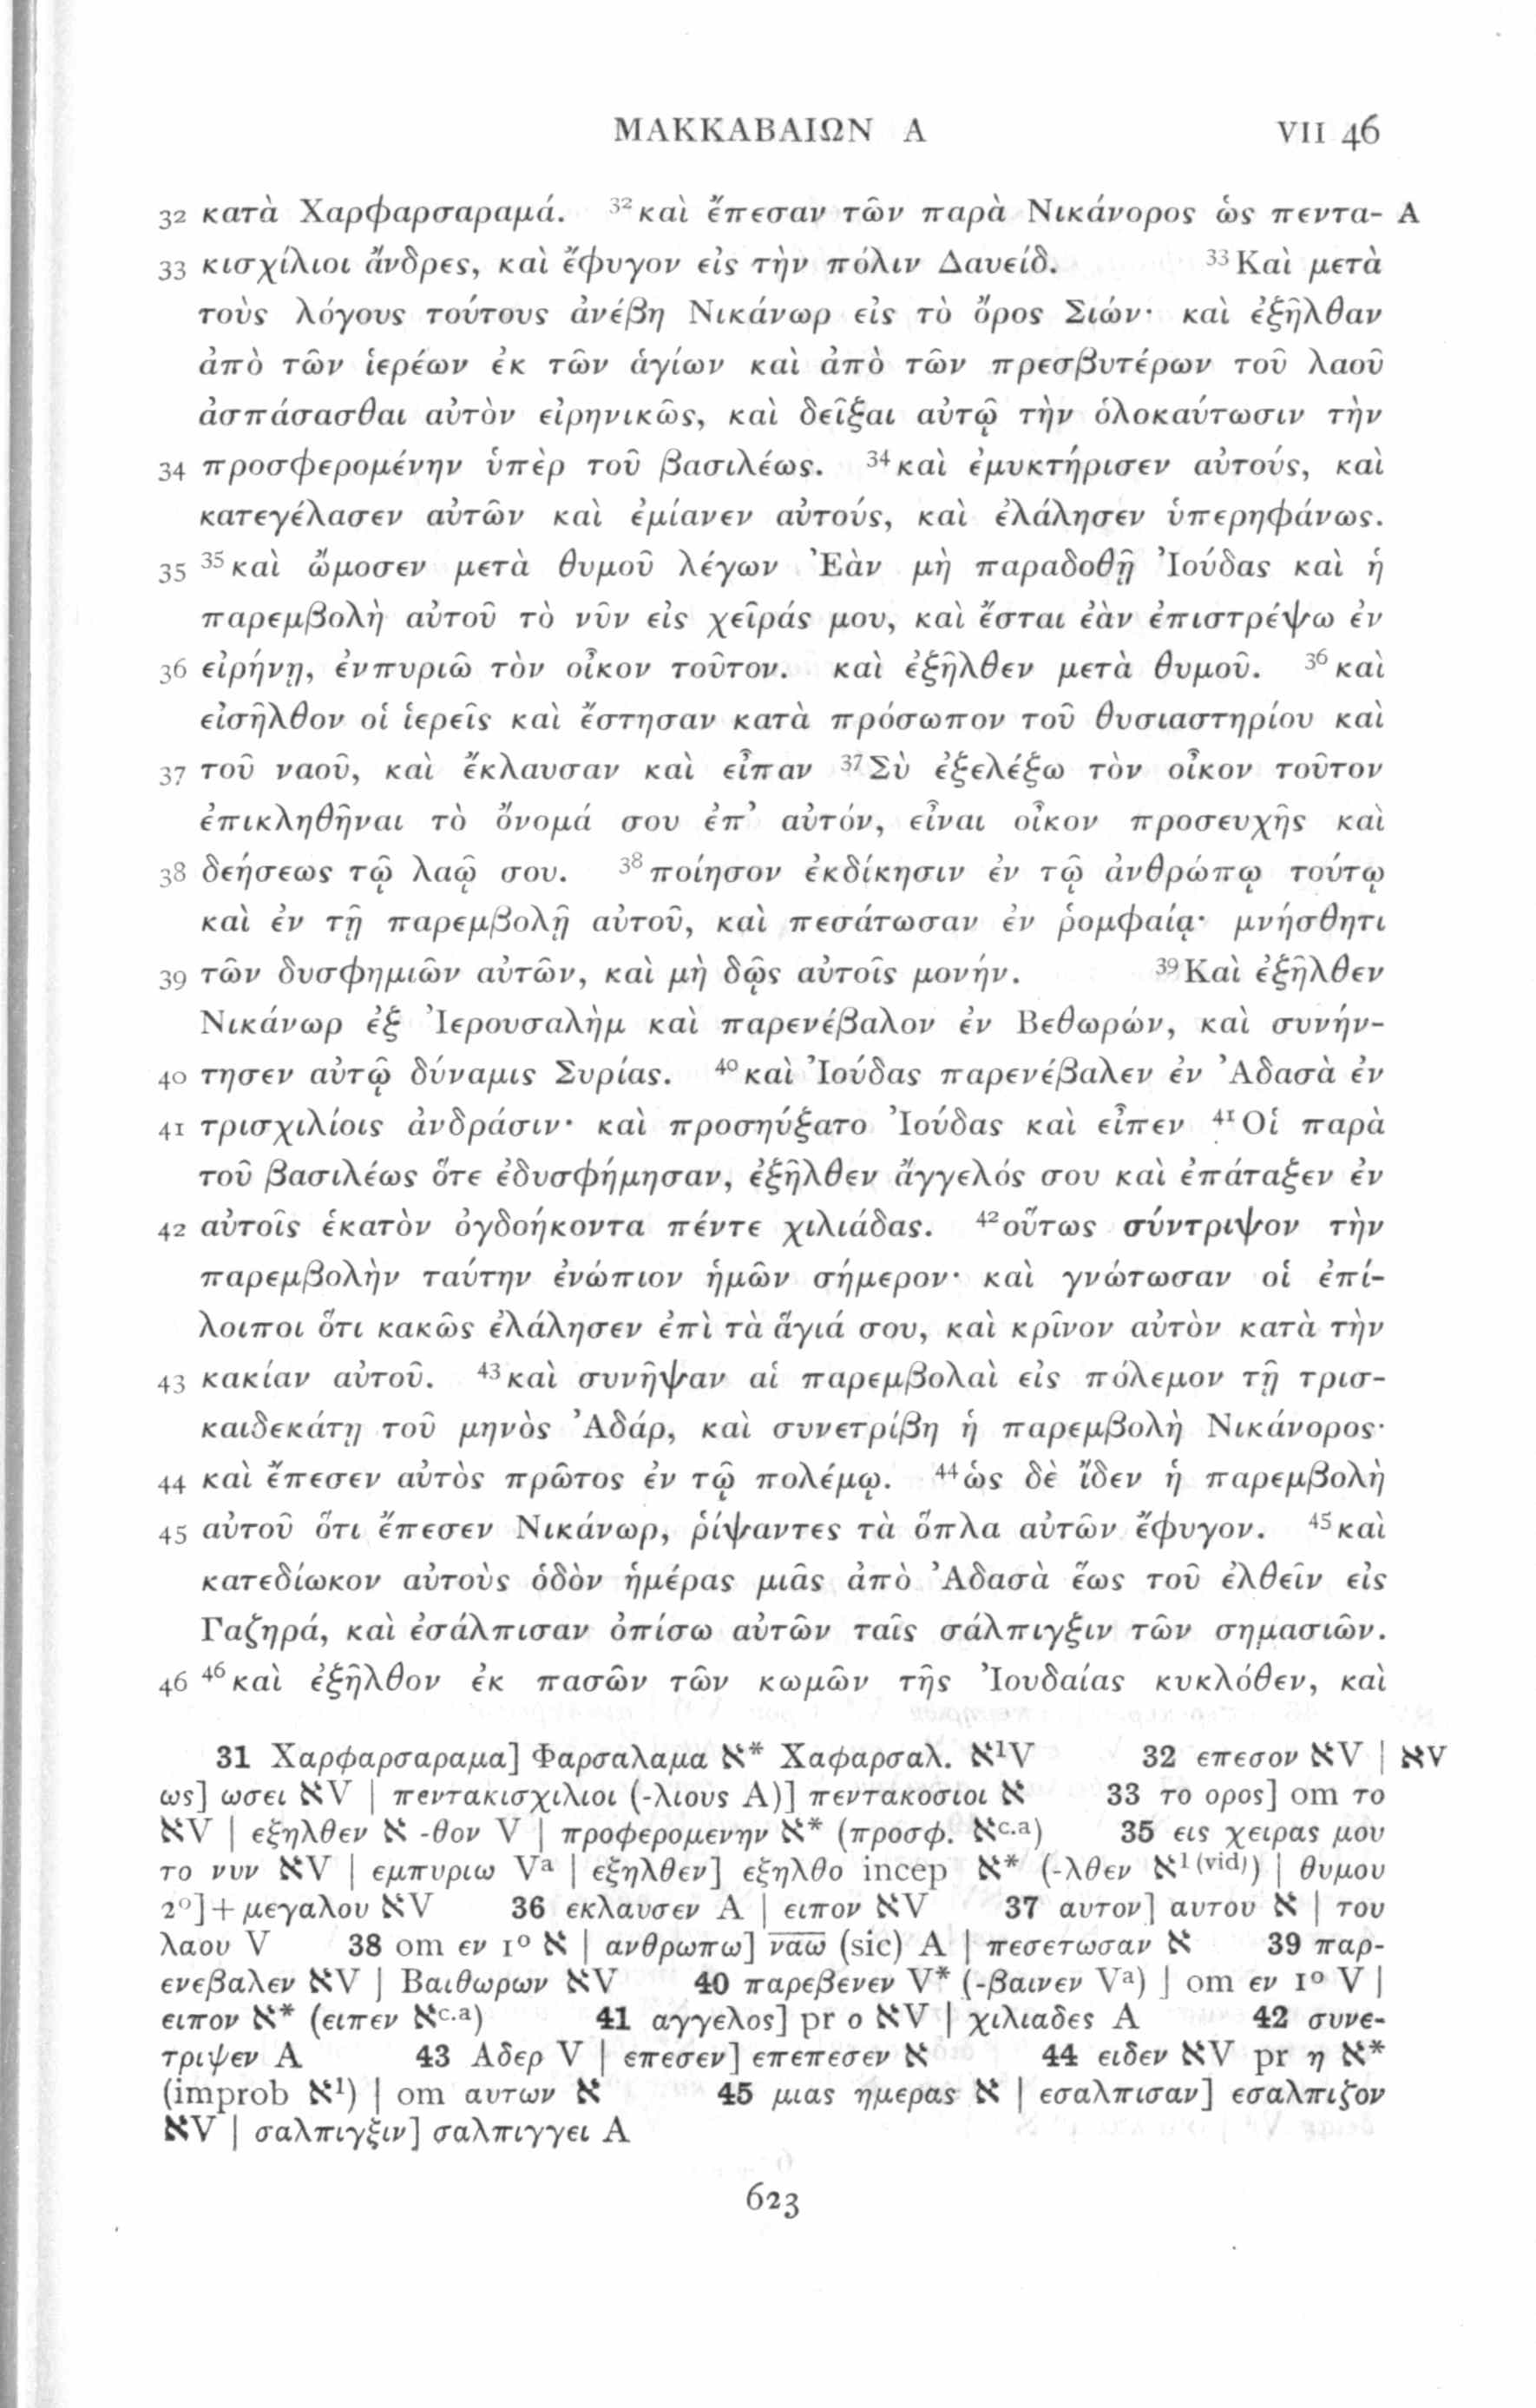 ΜΑΚΚΑΒΑΙΩΝ Α VII 46
32 κατὰ Χαρφαρσαραμά. ³²καὶ ἔπεσαν τῶν παρὰ Νικάνορος ὡς πεντα- A
33 κισχίλιοι ἄνδρες, καὶ ἔφυγον εἰς τὴν πόλιν Δαυείδ. ³³Καὶ μετὰ
τοὺς λόγους τούτους ἀνέβη Νικάνωρ εἰς τὸ ὄρος Σιών· καὶ ἐξῆλθαν
ἀπὸ τῶν ἱερέων ἐκ τῶν ἁγίων καὶ ἀπὸ τῶν πρεσβυτέρων τοῦ λαοῦ
ἀσπάσασθαι αὐτὸν εἰρηνικῶς, καὶ δεῖξαι αὐτῷ τὴν ὁλοκαύτωσιν τὴν
34 προσφερομένην ὑπὲρ τοῦ βασιλέως. ³⁴καὶ ἐμυκτήρισεν αὐτούς, καὶ
κατεγέλασεν αὐτῶν καὶ ἐμίανεν αὐτούς, καὶ ἐλάλησεν ὑπερηφάνως.
35 ³⁵καὶ ὤμοσεν μετὰ θυμοῦ λέγων Ἐὰν μὴ παραδοθῇ Ἰούδας καὶ ἡ
παρεμβολὴ αὐτοῦ τὸ νῦν εἰς χεῖράς μου, καὶ ἔσται ἐὰν ἐπιστρέψω ἐν
36 εἰρήνῃ, ἐνπυριῶ τὸν οἶκον τοῦτον. καὶ ἐξῆλθεν μετὰ θυμοῦ. ³⁶καὶ
εἰσῆλθον οἱ ἱερεῖς καὶ ἔστησαν κατὰ πρόσωπον τοῦ θυσιαστηρίου καὶ
37 τοῦ ναοῦ, καὶ ἔκλαυσαν καὶ εἶπαν ³⁷Σὺ ἐξελέξω τὸν οἶκον τοῦτον
ἐπικληθῆναι τὸ ὄνομά σου ἐπ᾽ αὐτόν, εἶναι οἶκον προσευχῆς καὶ
38 δεήσεως τῷ λαῷ σου. ³⁸ποίησον ἐκδίκησιν ἐν τῷ ἀνθρώπῳ τούτῳ
καὶ ἐν τῇ παρεμβολῇ αὐτοῦ, καὶ πεσάτωσαν ἐν ῥομφαίᾳ· μνήσθητι
39 τῶν δυσφημιῶν αὐτῶν, καὶ μὴ δῷς αὐτοῖς μονήν. ³⁹Καὶ ἐξῆλθεν
Νικάνωρ ἐξ Ἰερουσαλὴμ καὶ παρενέβαλον ἐν Βεθωρών, καὶ συνήν-
40 τησεν αὐτῷ δύναμις Συρίας. ⁴⁰καὶ Ἰούδας παρενέβαλεν ἐν Ἀδασὰ ἐν
41 τρισχιλίοις ἀνδράσιν· καὶ προσηύξατο Ἰούδας καὶ εἶπεν ⁴¹Οἱ παρὰ
τοῦ βασιλέως ὅτε ἐδυσφήμησαν, ἐξῆλθεν ἄγγελός σου καὶ ἐπάταξεν ἐν
42 αὐτοῖς ἑκατὸν ὀγδοήκοντα πέντε χιλιάδας. ⁴²οὕτως σύντριψον τὴν
παρεμβολὴν ταύτην ἐνώπιον ἡμῶν σήμερον· καὶ γνώτωσαν οἱ ἐπί-
λοιποι ὅτι κακῶς ἐλάλησεν ἐπὶ τὰ ἅγιά σου, καὶ κρῖνον αὐτὸν κατὰ τὴν
43 κακίαν αὐτοῦ. ⁴³καὶ συνῆψαν αἱ παρεμβολαὶ εἰς πόλεμον τῇ τρισ-
καιδεκάτῃ τοῦ μηνὸς Ἀδάρ, καὶ συνετρίβη ἡ παρεμβολὴ Νικάνορος·
44 καὶ ἔπεσεν αὐτὸς πρῶτος ἐν τῷ πολέμῳ. ⁴⁴ὡς δὲ ἴδεν ἡ παρεμβολὴ
45 αὐτοῦ ὅτι ἔπεσεν Νικάνωρ, ῥίψαντες τὰ ὅπλα αὐτῶν ἔφυγον. ⁴⁵καὶ
κατεδίωκον αὐτοὺς ὁδὸν ἡμέρας μιᾶς ἀπὸ Ἀδασὰ ἕως τοῦ ἐλθεῖν εἰς
Γαζηρά, καὶ ἐσάλπισαν ὀπίσω αὐτῶν ταῖς σάλπιγξιν τῶν σημασιῶν.
46 ⁴⁶καὶ ἐξῆλθον ἐκ πασῶν τῶν κωμῶν τῆς Ἰουδαίας κυκλόθεν, καὶ
31 Χαρφαρσαραμα] Φαρσαλαμα א* Χαφαρσαλ. א¹V 32 επεσον אV | אV
ως] ωσει אV | πεντακισχιλιοι (-λιους A)] πεντακοσιοι א 33 το ορος] om το
אV | εξηλθεν א -θον V | προφερομενην א* (προσφ. אc.a) 35 εις χειρας μου
το νυν אV | εμπυριω Vᵃ | εξηλθεν] εξηλθο incep א* (-λθεν א¹⁽ᵛⁱᵈ⁾) | θυμου
2⁰]+μεγαλου אV 36 εκλαυσεν A | ειπον אV 37 αυτον] αυτου א | του
λαου V 38 om εν 1⁰ א | ανθρωπω] ν̅α̅ω̅ (sic) A | πεσετωσαν א 39 παρ-
ενεβαλεν אV | Βαιθωρων אV 40 παρεβενεν V* (-βαινεν Vᵃ) | om εν 1⁰ V |
ειπον א* (ειπεν אc.a) 41 αγγελος] pr ο אV | χιλιαδες A 42 συνε-
τριψεν A 43 Αδερ V | επεσεν] επεπεσεν א 44 ειδεν אV pr η א*
(improb א¹) | om αυτων א 45 μιας ημερας א | εσαλπισαν] εσαλπιζον
אV | σαλπιγξιν] σαλπιγγει A
623